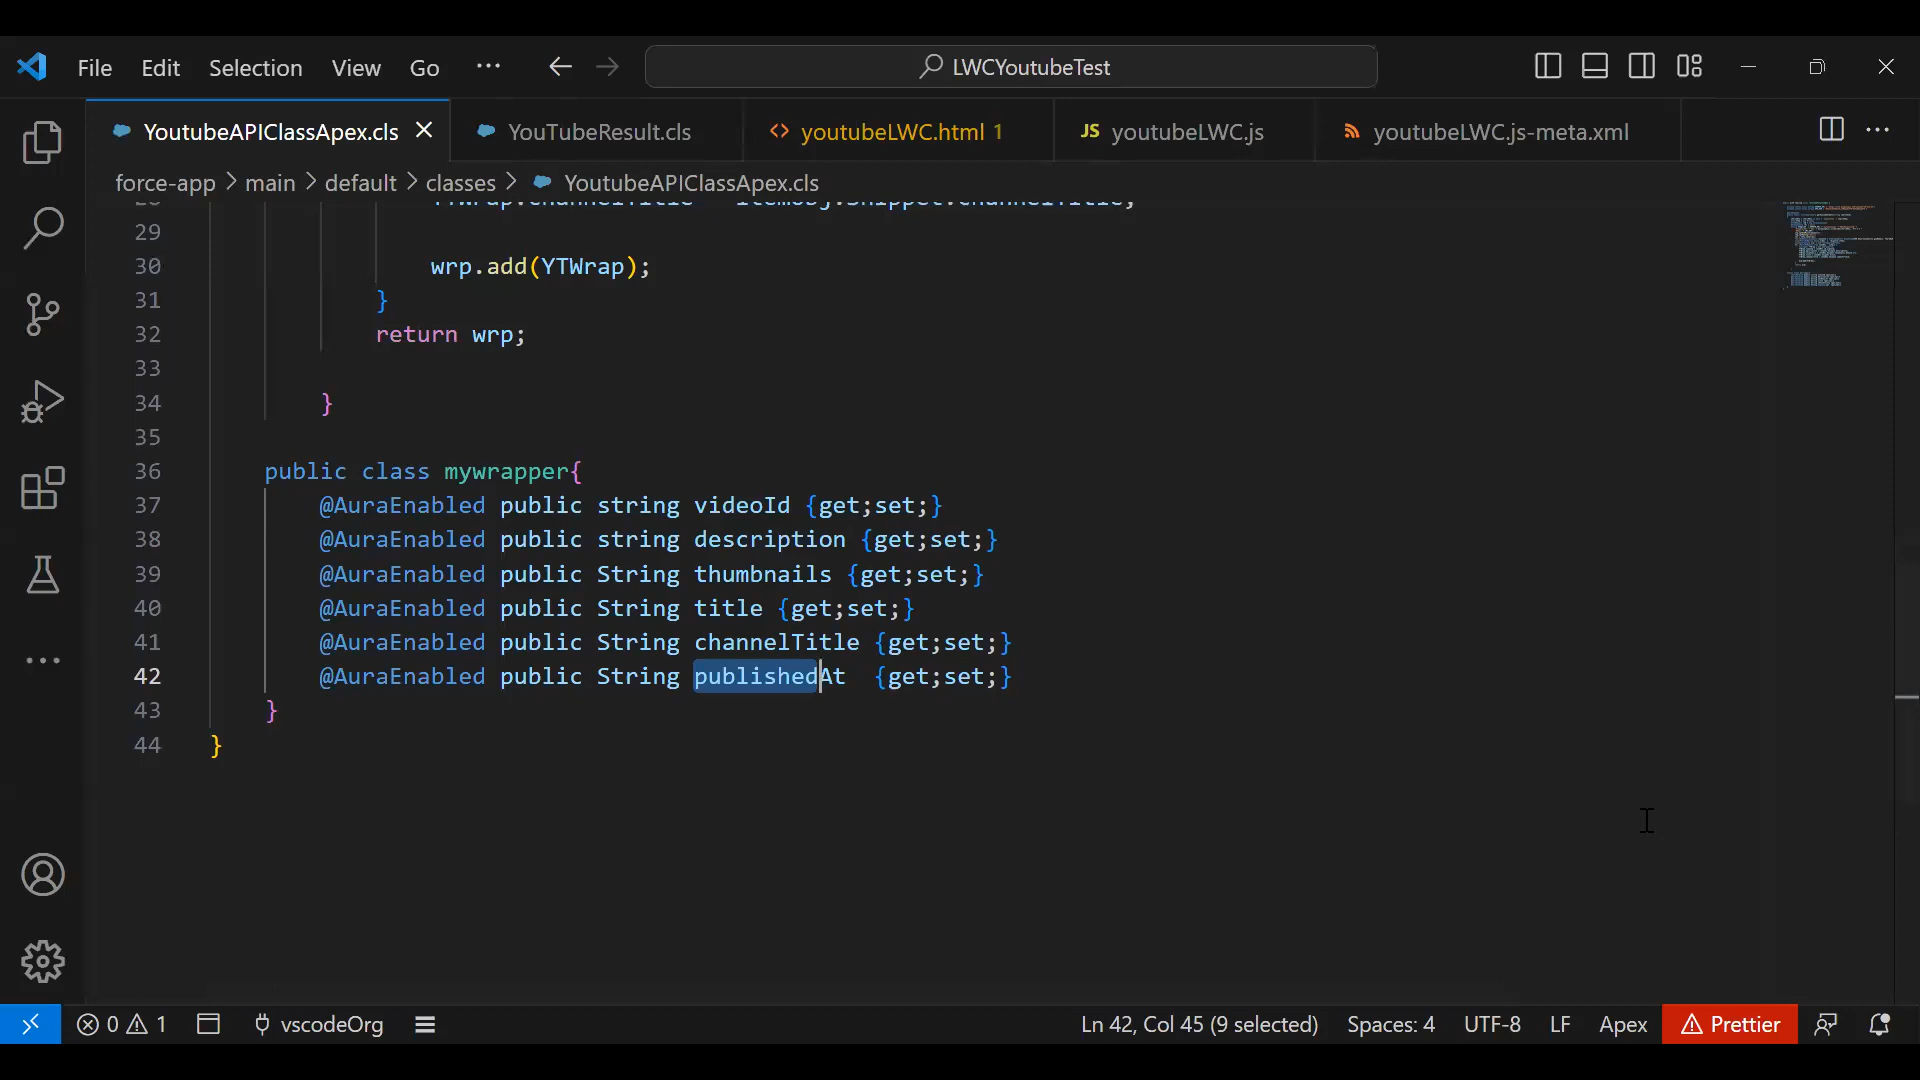 File Edit Selection View Go ··· LWCYoutubeTest
YoutubeAPIClassApex.cls YouTubeResult.cls youtubeLWC.html 1 JS youtubeLWC.js youtubeLWC.js-meta.xml
force-app > main > default > classes > YoutubeAPIClassApex.cls
29
30 wrp.add(YTWrap);
31 }
32 return wrp;
33
34 }
35
36 public class mywrapper{
37 @AuraEnabled public string videoId {get;set;}
38 @AuraEnabled public string description {get;set;}
39 @AuraEnabled public String thumbnails {get;set;}
40 @AuraEnabled public String title {get;set;}
41 @AuraEnabled public String channelTitle {get;set;}
42 @AuraEnabled public String publishedAt  {get;set;}
43 }
44 }
0 1 vscodeOrg Ln 42, Col 45 (9 selected) Spaces: 4 UTF-8 LF Apex Prettier